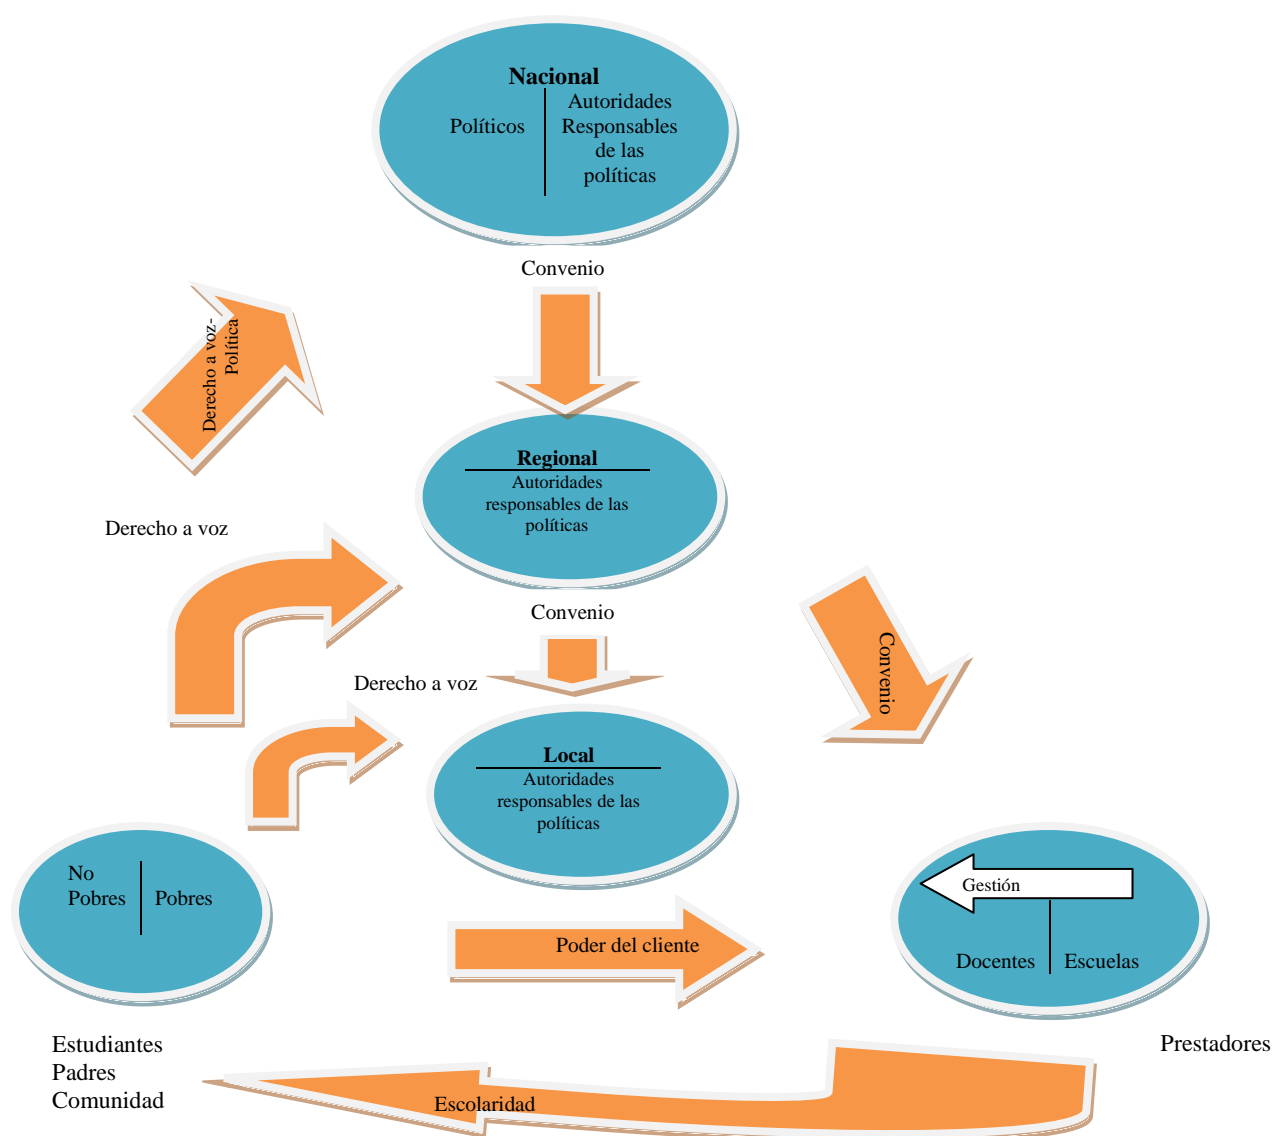 Nacional
Políticos
Autoridades
Responsables
de las
políticas
Convenio
Derecho a voz-
Política
Regional
Autoridades
responsables de las
políticas
Derecho a voz
Convenio
Convenio
Derecho a voz
Local
Autoridades
responsables de las
políticas
No
Pobres
Pobres
Gestión
Docentes
Escuelas
Poder del cliente
Estudiantes
Padres
Comunidad
Prestadores
Escolaridad